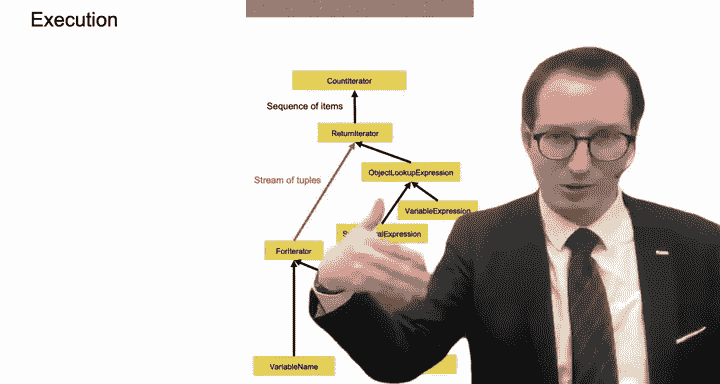 Execution
CountIterator
Sequence of items
ReturnIterator
ObjectLookupExpression
Stream of tuples
VariableExpression
ForIterator
VariableName